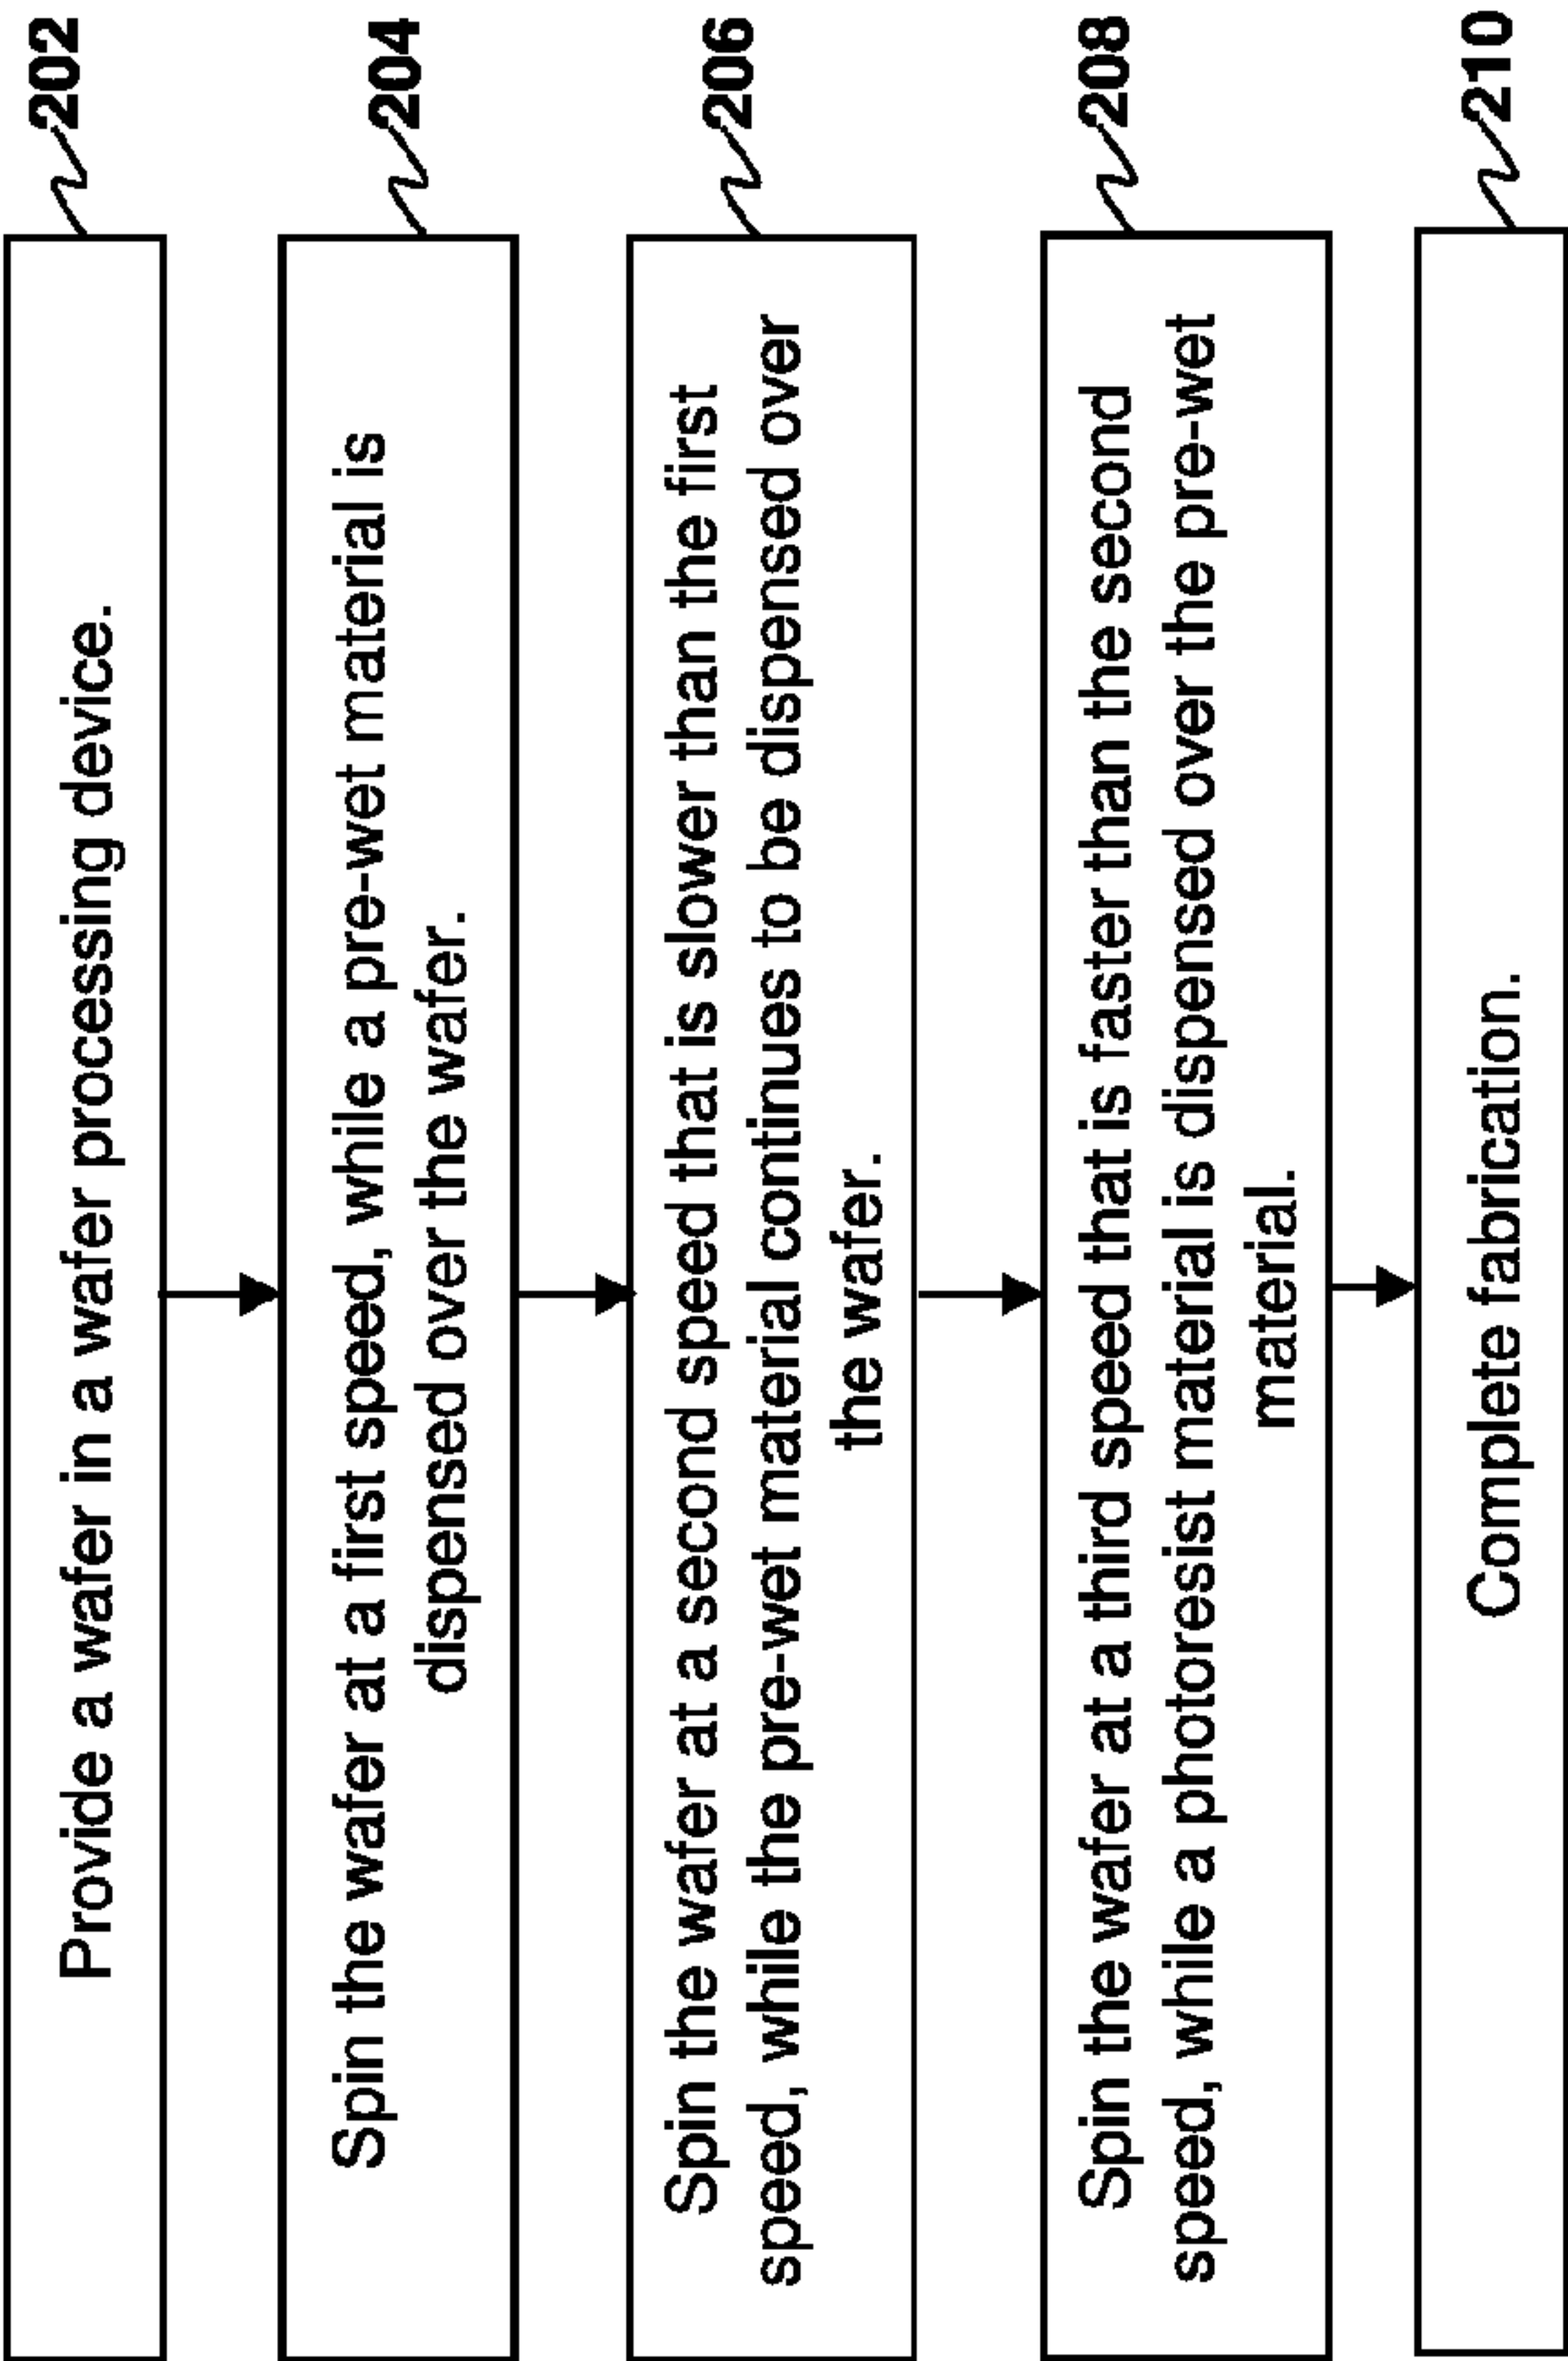 202
Provide a wafer in a wafer processing device.
204
Spin the wafer at a first speed, while a pre-wet material is
dispensed over the wafer.
206
Spin the wafer at a second speed that is slower than the first
speed, while the pre-wet material continues to be dispensed over
the wafer.
208
Spin the wafer at a third speed that is faster than the second
speed, while a photoresist material is dispensed over the pre-wet
material.
210
Complete fabrication.